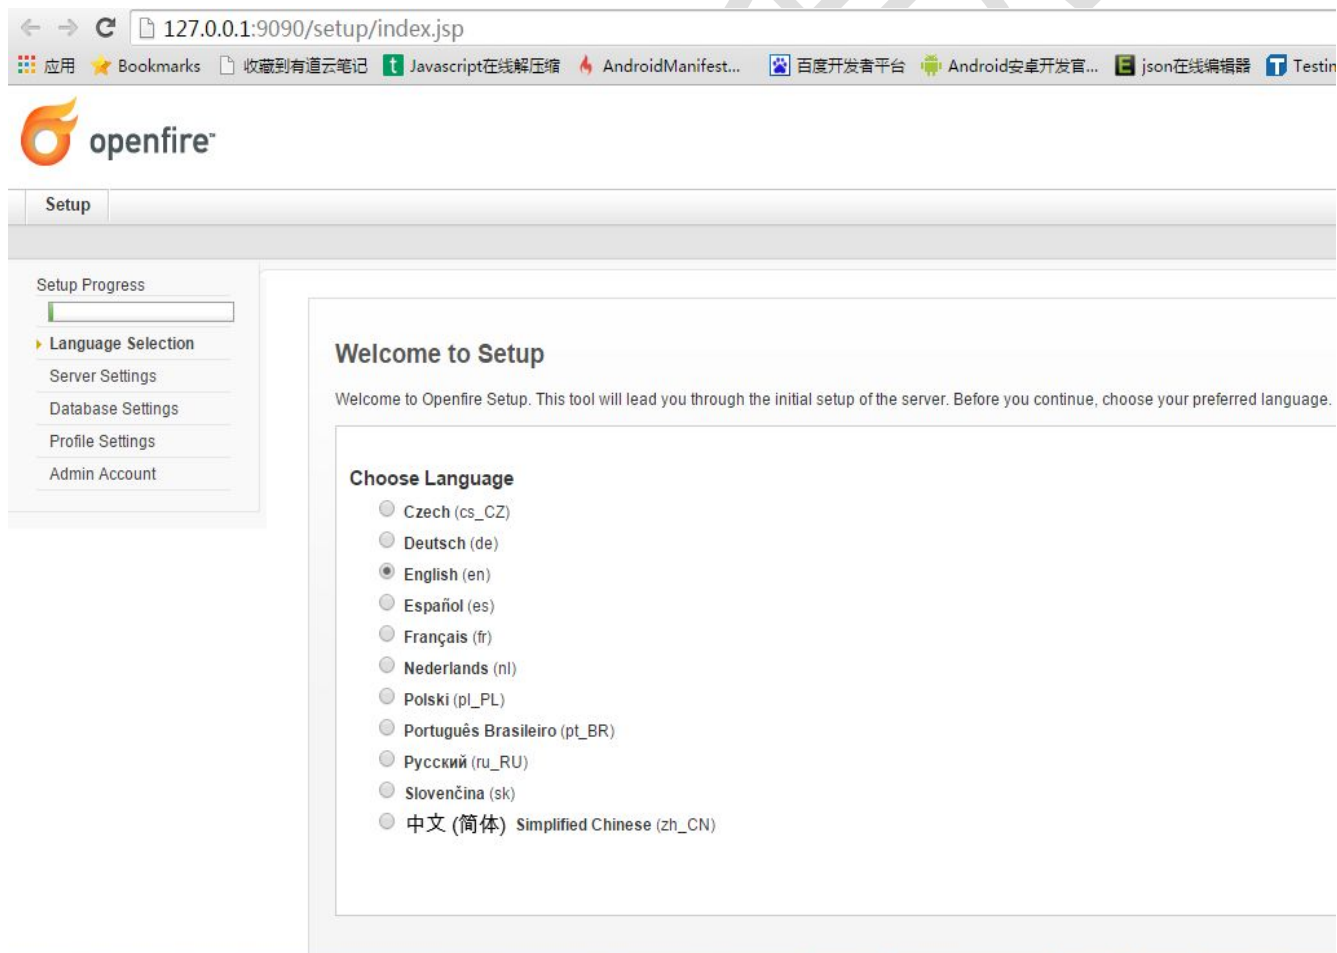 127.0.0.1:9090/setup/index.jsp
应用 Bookmarks 收藏到有道云笔记 Javascript在线解压缩 AndroidManifest... 百度开发者平台 Android安卓开发官... json在线编辑器 Testin
openfire™
Setup
Setup Progress
Language Selection
Server Settings
Database Settings
Profile Settings
Admin Account
Welcome to Setup
Welcome to Openfire Setup. This tool will lead you through the initial setup of the server. Before you continue, choose your preferred language.
Choose Language
Czech (cs_CZ)
Deutsch (de)
English (en)
Español (es)
Français (fr)
Nederlands (nl)
Polski (pl_PL)
Português Brasileiro (pt_BR)
Русский (ru_RU)
Slovenčina (sk)
中文 (简体) Simplified Chinese (zh_CN)